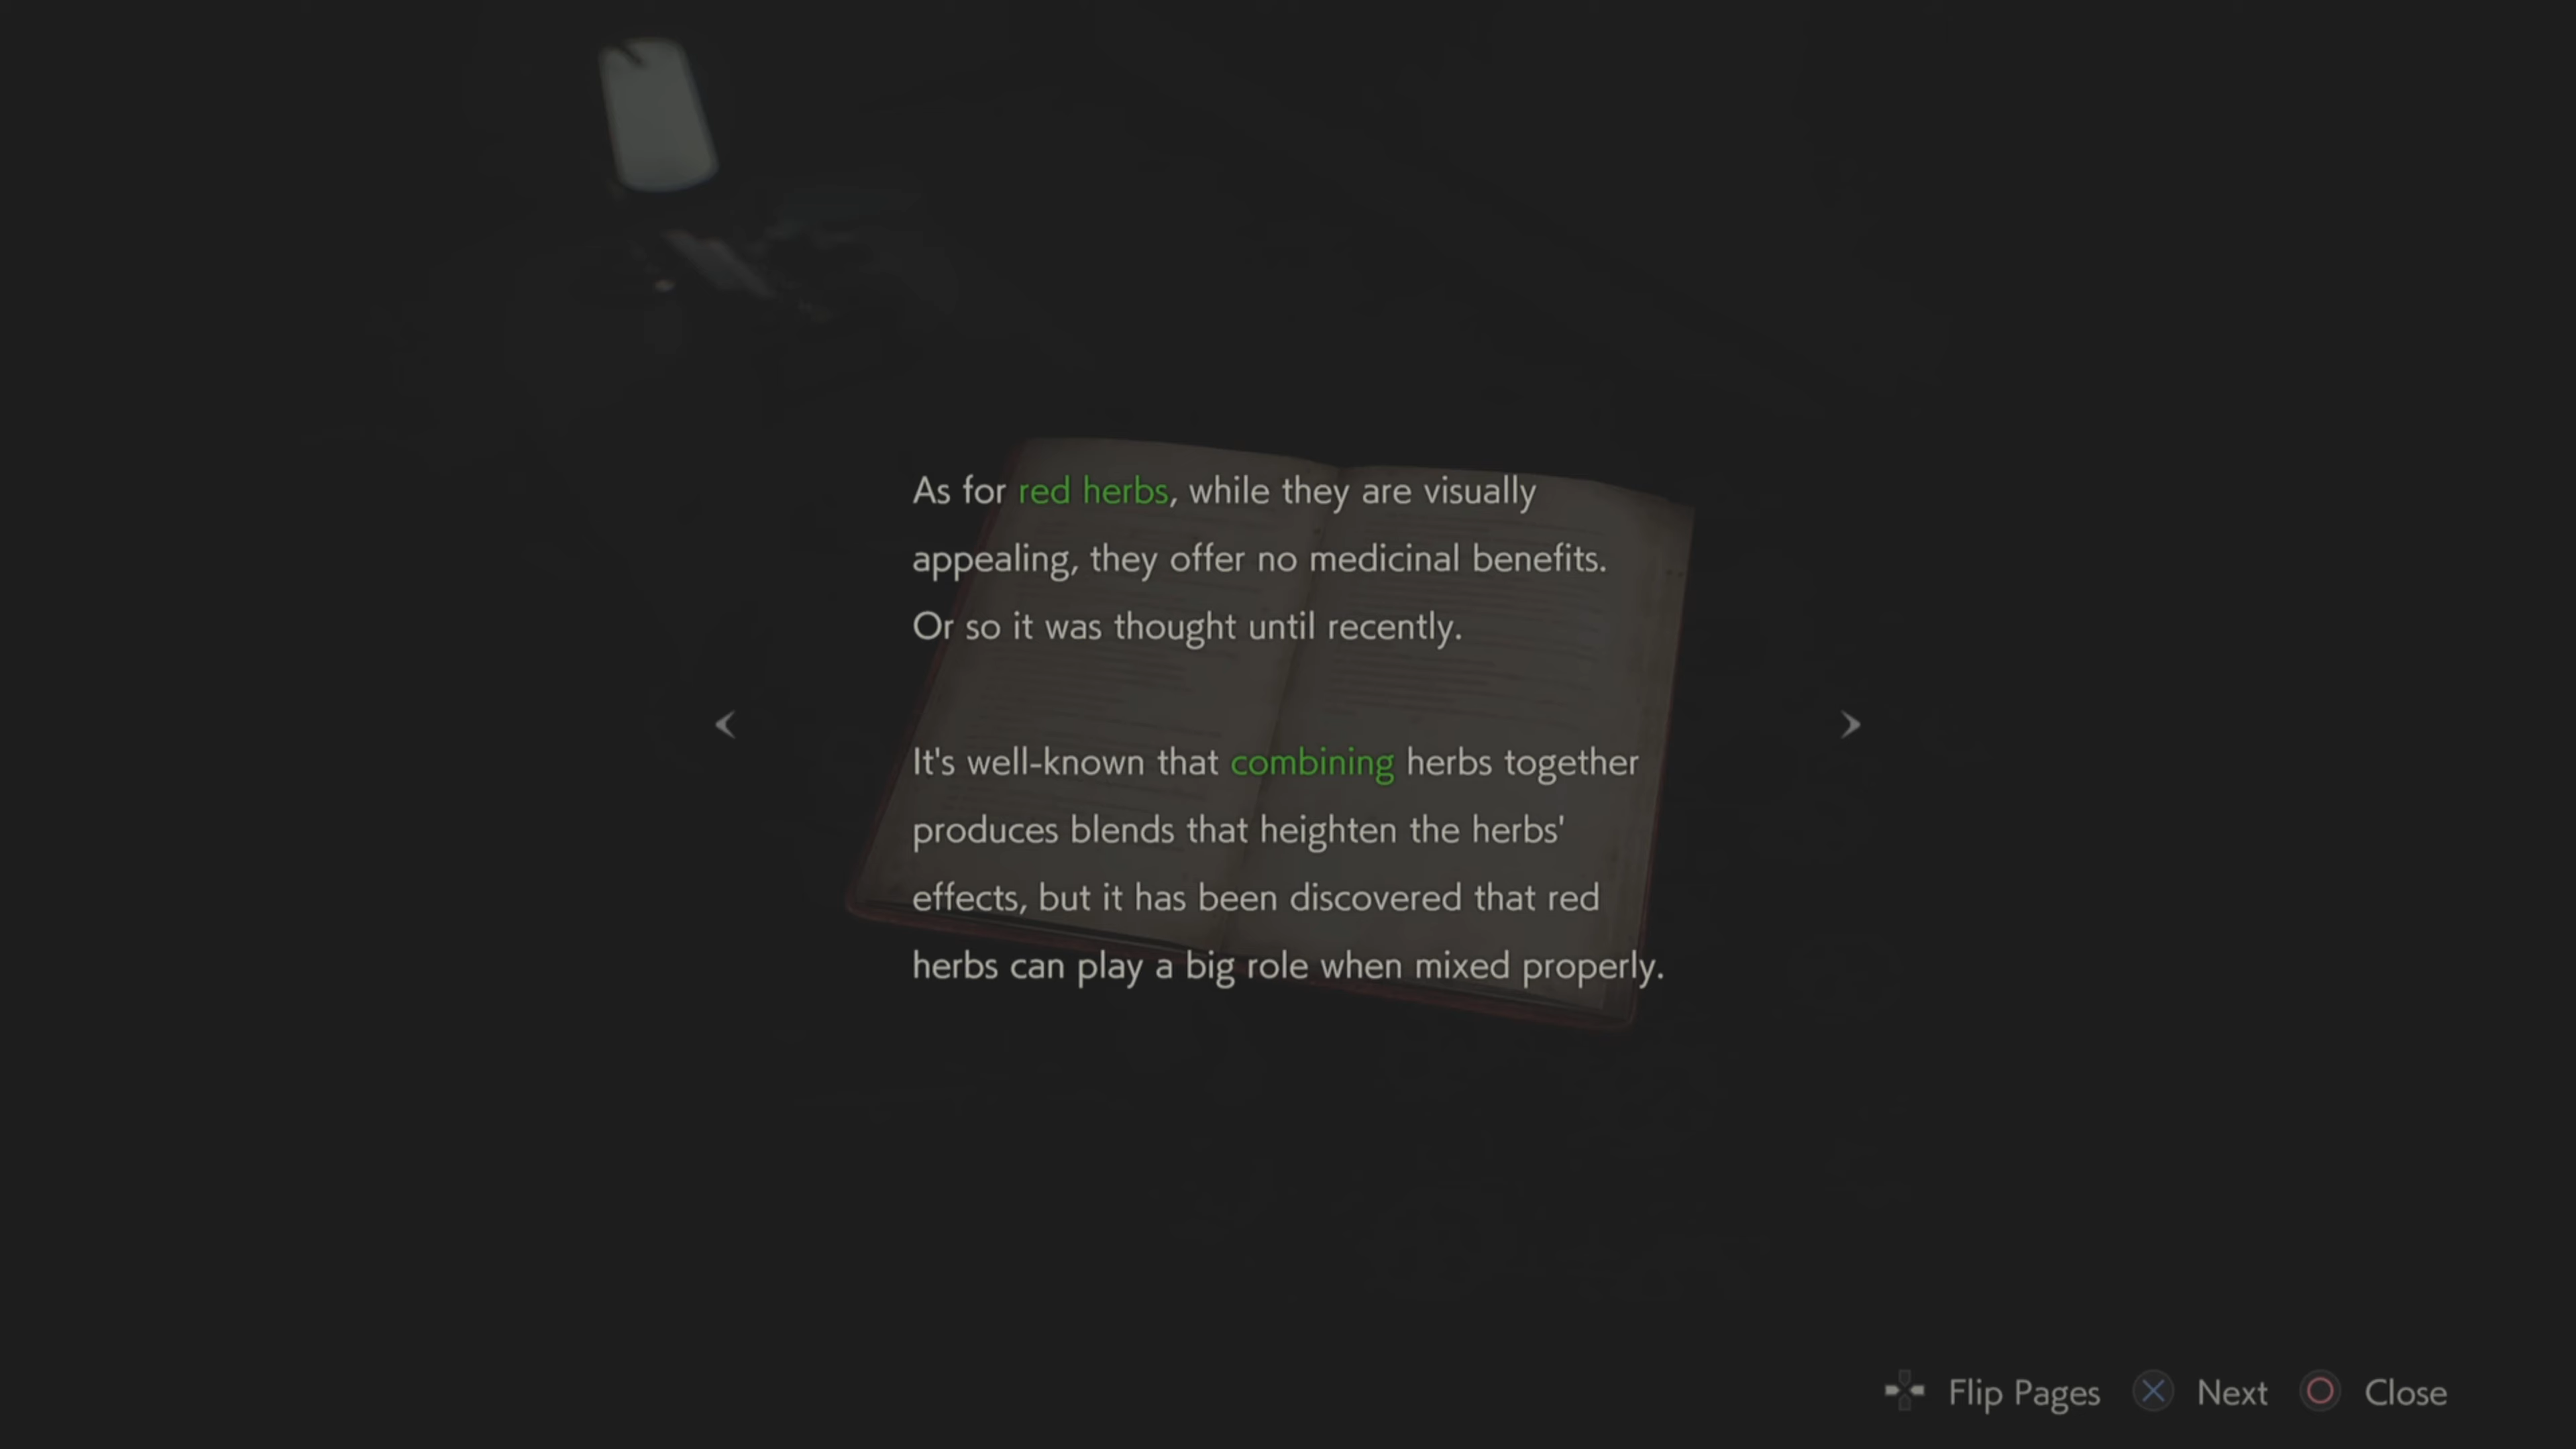 As for red herbs, while they are visually
appealing, they offer no medicinal benefits.
Or so it was thought until recently.
It's well-known that combining herbs together
produces blends that heighten the herbs'
effects, but it has been discovered that red
herbs can play a big role when mixed properly.
Flip Pages Next Close